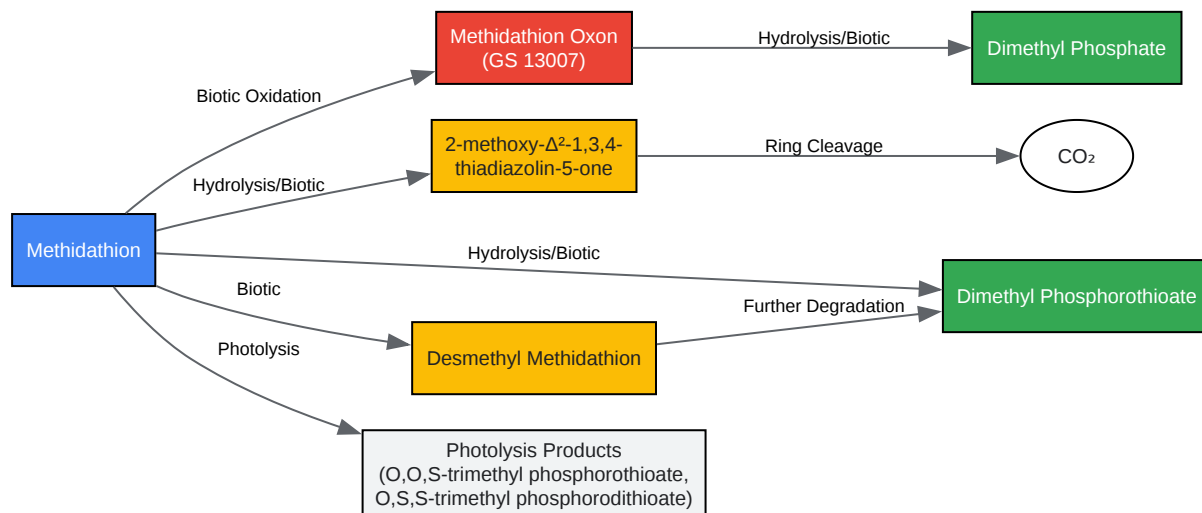 Methidathion Oxon
(GS 13007)
Hydrolysis/Biotic
Dimethyl Phosphate
Biotic Oxidation
2-methoxy-Δ²-1,3,4-
thiadiazolin-5-one
Ring Cleavage
CO₂
Hydrolysis/Biotic
Methidathion
Hydrolysis/Biotic
Dimethyl Phosphorothioate
Biotic
Further Degradation
Desmethyl Methidathion
Photolysis
Photolysis Products
(O,O,S-trimethyl phosphorothioate,
O,S,S-trimethyl phosphorodithioate)